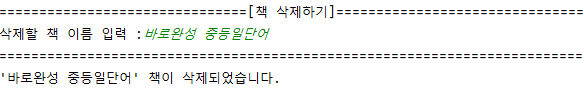 ===============================[책 삭제하기]===============================
삭제할 책 이름 입력 :바로완성 중등일단어
=========================================================================
'바로완성 중등일단어' 책이 삭제되었습니다.